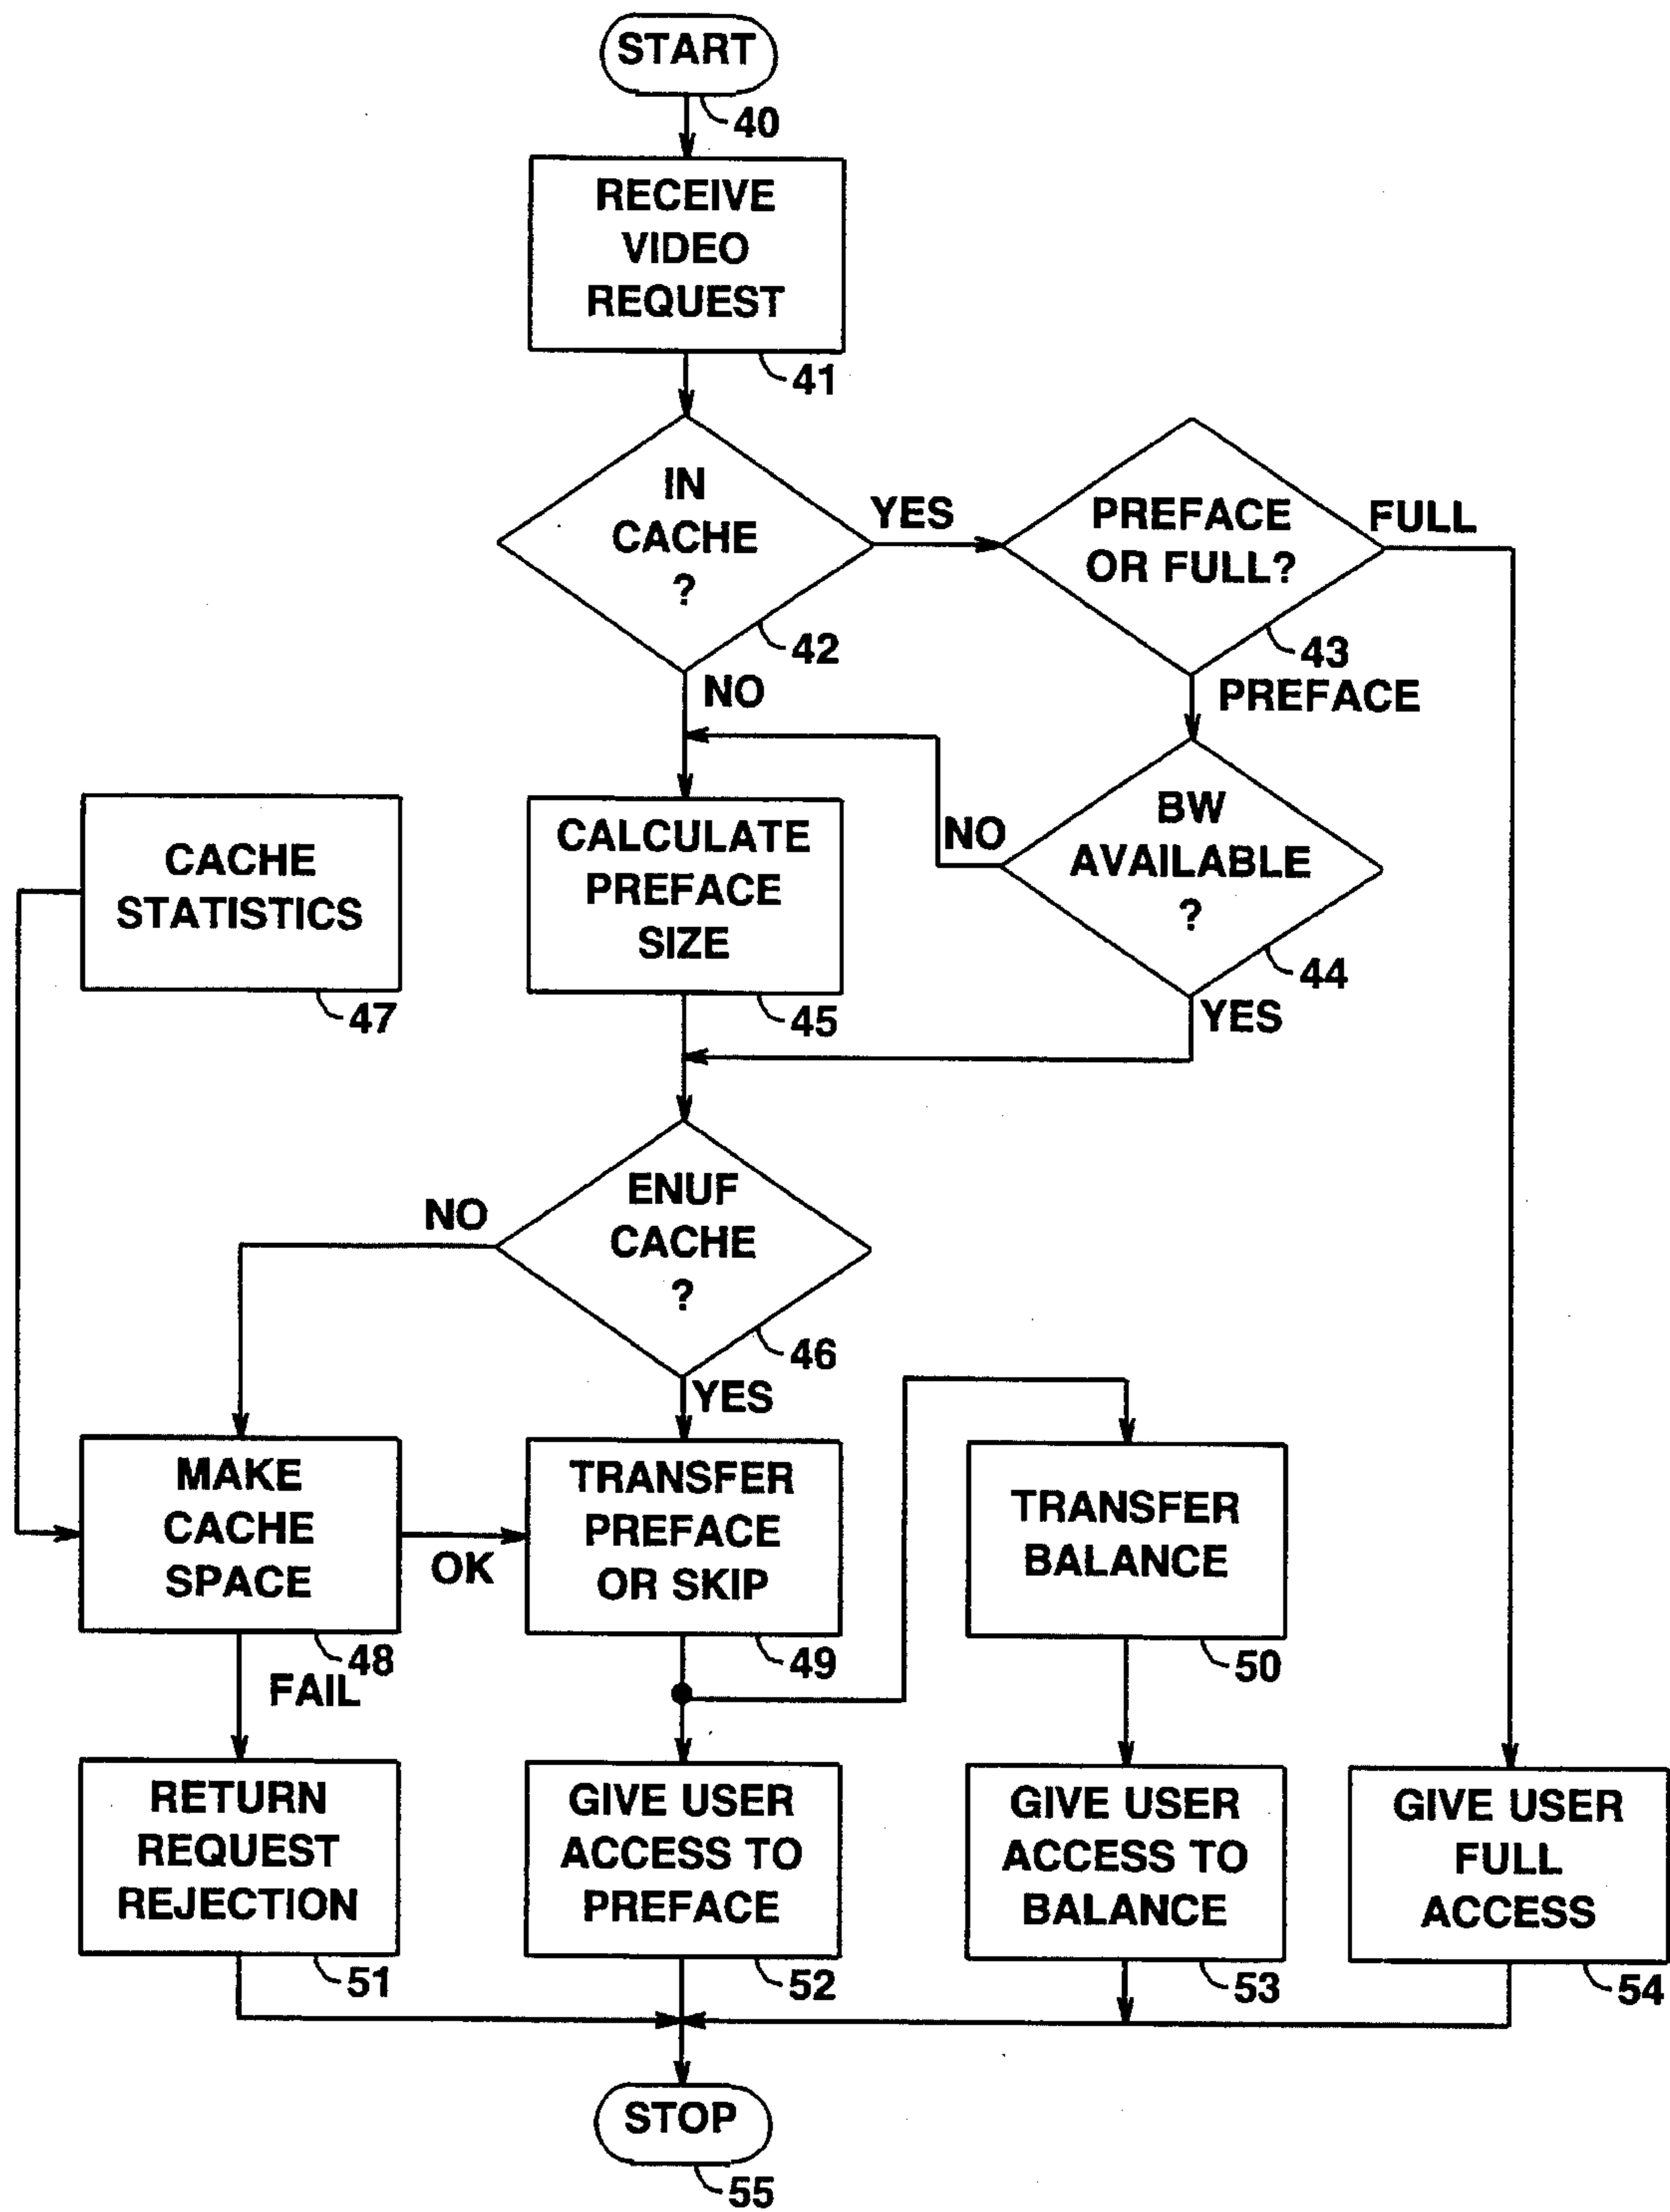 START
40
RECEIVE
VIDEO
REQUEST
41
IN
CACHE
?
42
YES
PREFACE
OR FULL?
43
FULL
NO
PREFACE
BW
AVAILABLE
?
44
NO
YES
CALCULATE
PREFACE
SIZE
45
CACHE
STATISTICS
47
ENUF
CACHE
?
46
NO
YES
MAKE
CACHE
SPACE
48
OK
FAIL
TRANSFER
PREFACE
OR SKIP
49
TRANSFER
BALANCE
50
RETURN
REQUEST
REJECTION
51
GIVE USER
ACCESS TO
PREFACE
52
GIVE USER
ACCESS TO
BALANCE
53
GIVE USER
FULL
ACCESS
54
STOP
55